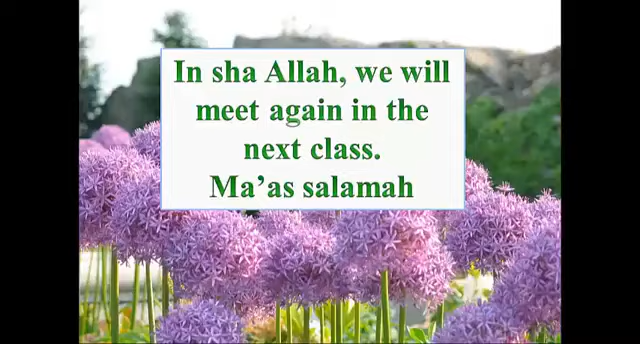 In sha Allah, we will
meet again in the
next class.
Ma’as salamah